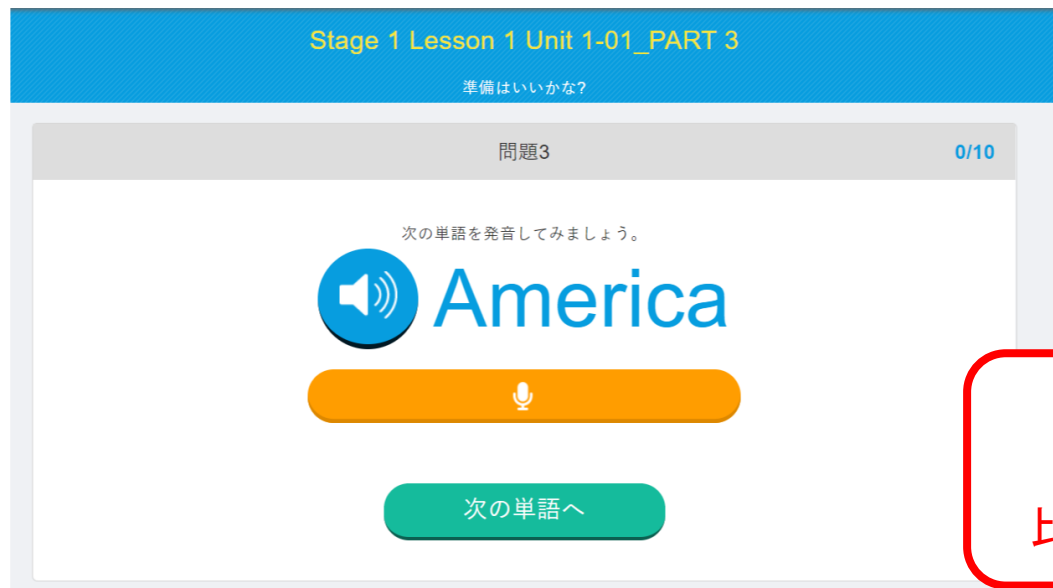 Stage 1 Lesson 1 Unit 1-01_PART 3
準備はいいかな?
問題3
0/10
次の単語を発音してみましょう。
America
次の単語へ